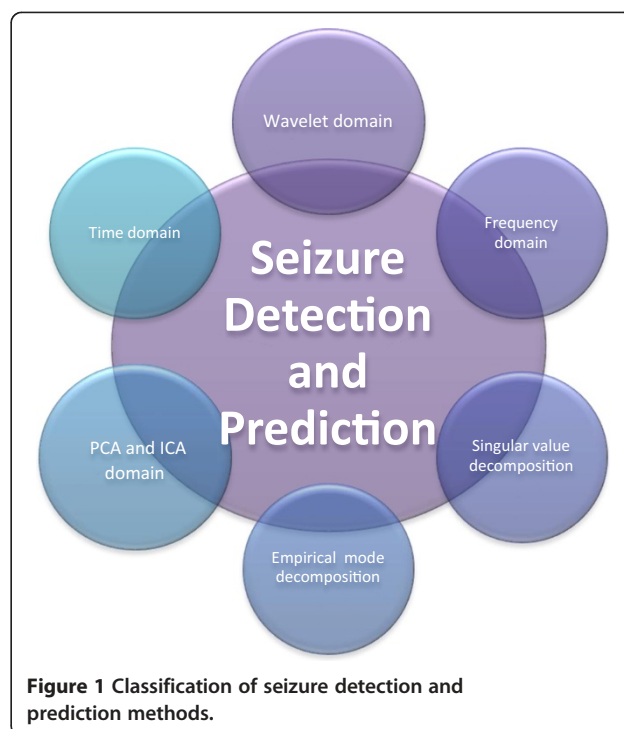 Wavelet domain
Time domain
Frequency
domain
Seizure
Detection
and
Prediction
PCA and ICA
domain
Singular value
decomposition
Empirical mode
decomposition
Figure 1 Classification of seizure detection and
prediction methods.